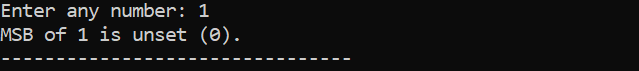 Enter any number: 1
MSB of 1 is unset (0).
--------------------------------